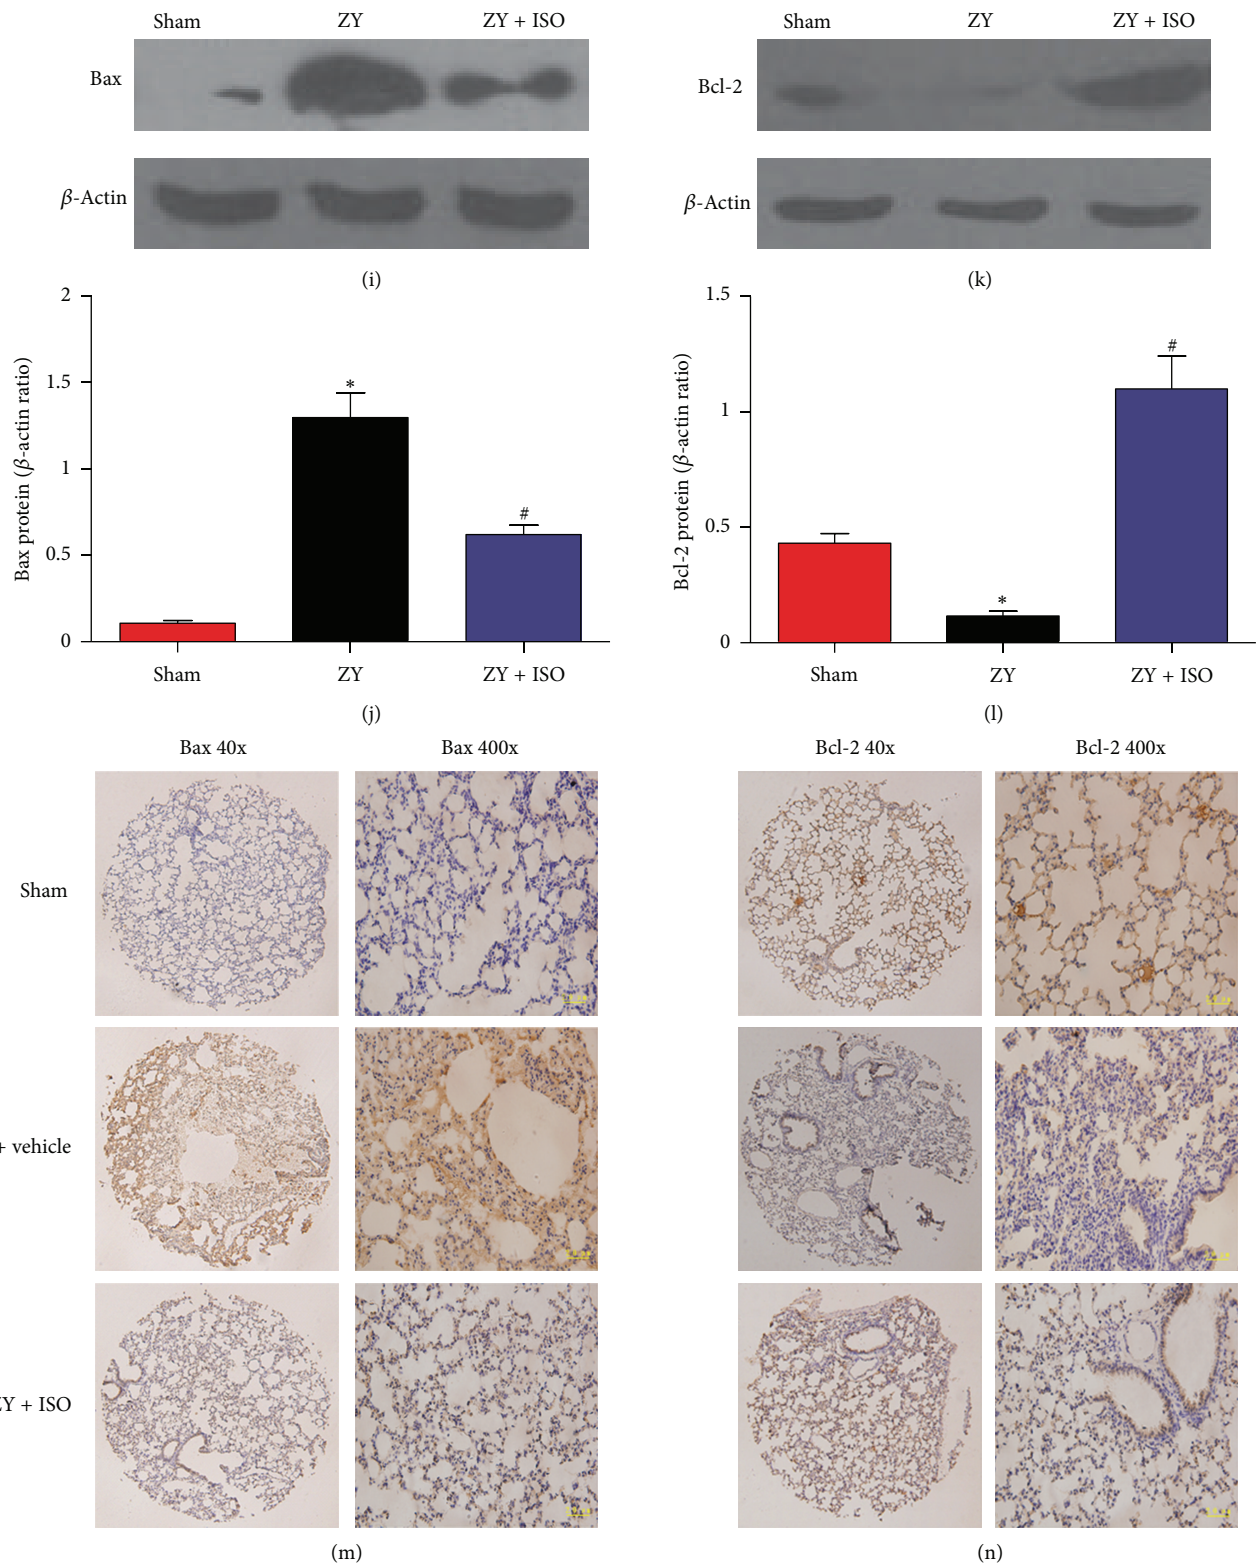 Sham ZY ZY + ISO
Bax
β-Actin
(i)
Sham ZY ZY + ISO
Bcl-2
β-Actin
(k)
Bax protein (β-actin ratio)
2
1.5
1
0.5
0
*
#
Sham ZY ZY + ISO
(j)
Bcl-2 protein (β-actin ratio)
1.5
1
0.5
0
*
#
Sham ZY ZY + ISO
(l)
Bax 40x Bax 400x
Bcl-2 40x Bcl-2 400x
Sham
+ vehicle
ZY + ISO
(m)
(n)